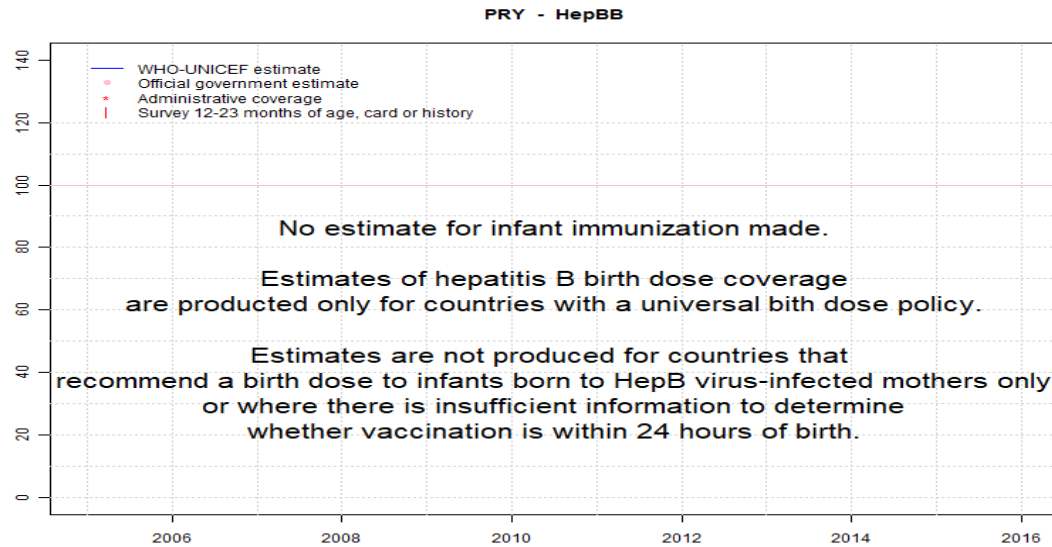 PRY - HepBB
WHO-UNICEF estimate
Official government estimate
Administrative coverage
Survey 12-23 months of age, card or history
140
120
100
80
60
40
20
0
No estimate for infant immunization made.
Estimates of hepatitis B birth dose coverage
are producted only for countries with a universal bith dose policy.
Estimates are not produced for countries that
recommend a birth dose to infants born to HepB virus-infected mothers only
or where there is insufficient information to determine
whether vaccination is within 24 hours of birth.
2006 2008 2010 2012 2014 2016